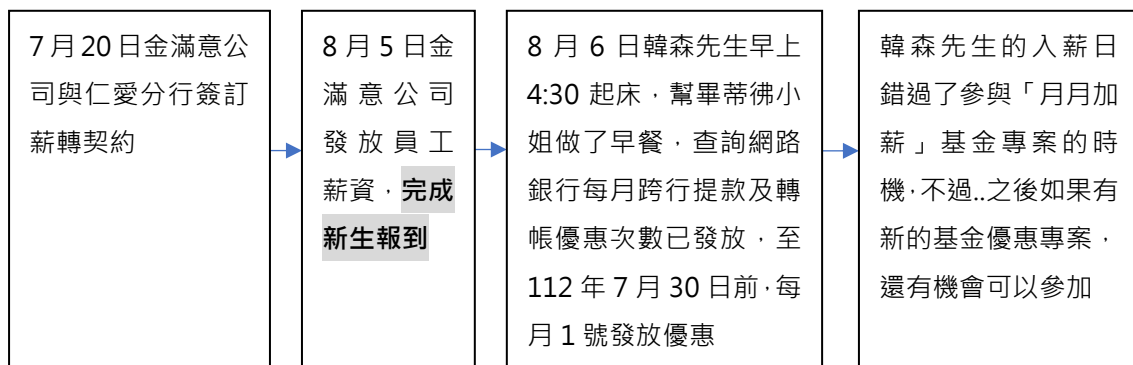 7月20日金滿意公
司與仁愛分行簽訂
薪轉契約
8月5日金
滿意公司
發放員工
薪資，完成
新生報到
8月6日韓森先生早上
4:30 起床，幫畢蒂彿小
姐做了早餐，查詢網路
銀行每月跨行提款及轉
帳優惠次數已發放，至
112年7月30日前，每
月1號發放優惠
韓森先生的入薪日
錯過了參與「月月加
薪」基金專案的時
機，不過..之後如果有
新的基金優惠專案，
還有機會可以參加